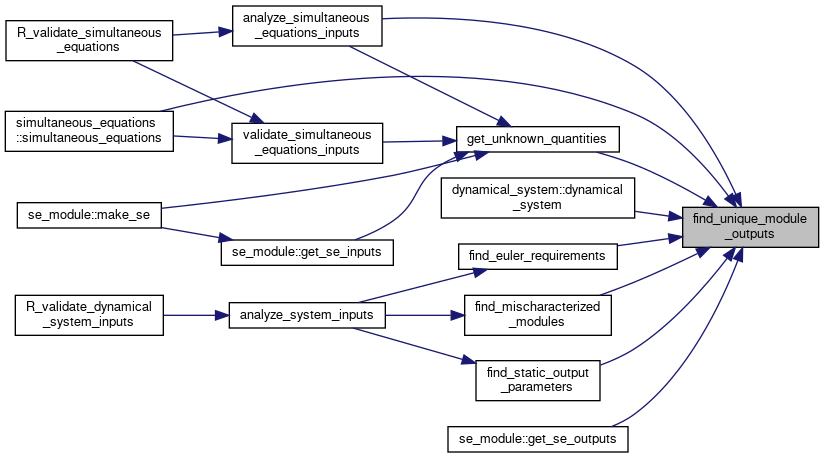 R_validate_simultaneous
_equations
analyze_simultaneous
_equations_inputs
simultaneous_equations
::simultaneous_equations
validate_simultaneous
_equations_inputs
get_unknown_quantities
dynamical_system::dynamical
_system
find_unique_module
_outputs
se_module::make_se
se_module::get_se_inputs
find_euler_requirements
R_validate_dynamical
_system_inputs
analyze_system_inputs
find_mischaracterized
_modules
find_static_output
_parameters
se_module::get_se_outputs